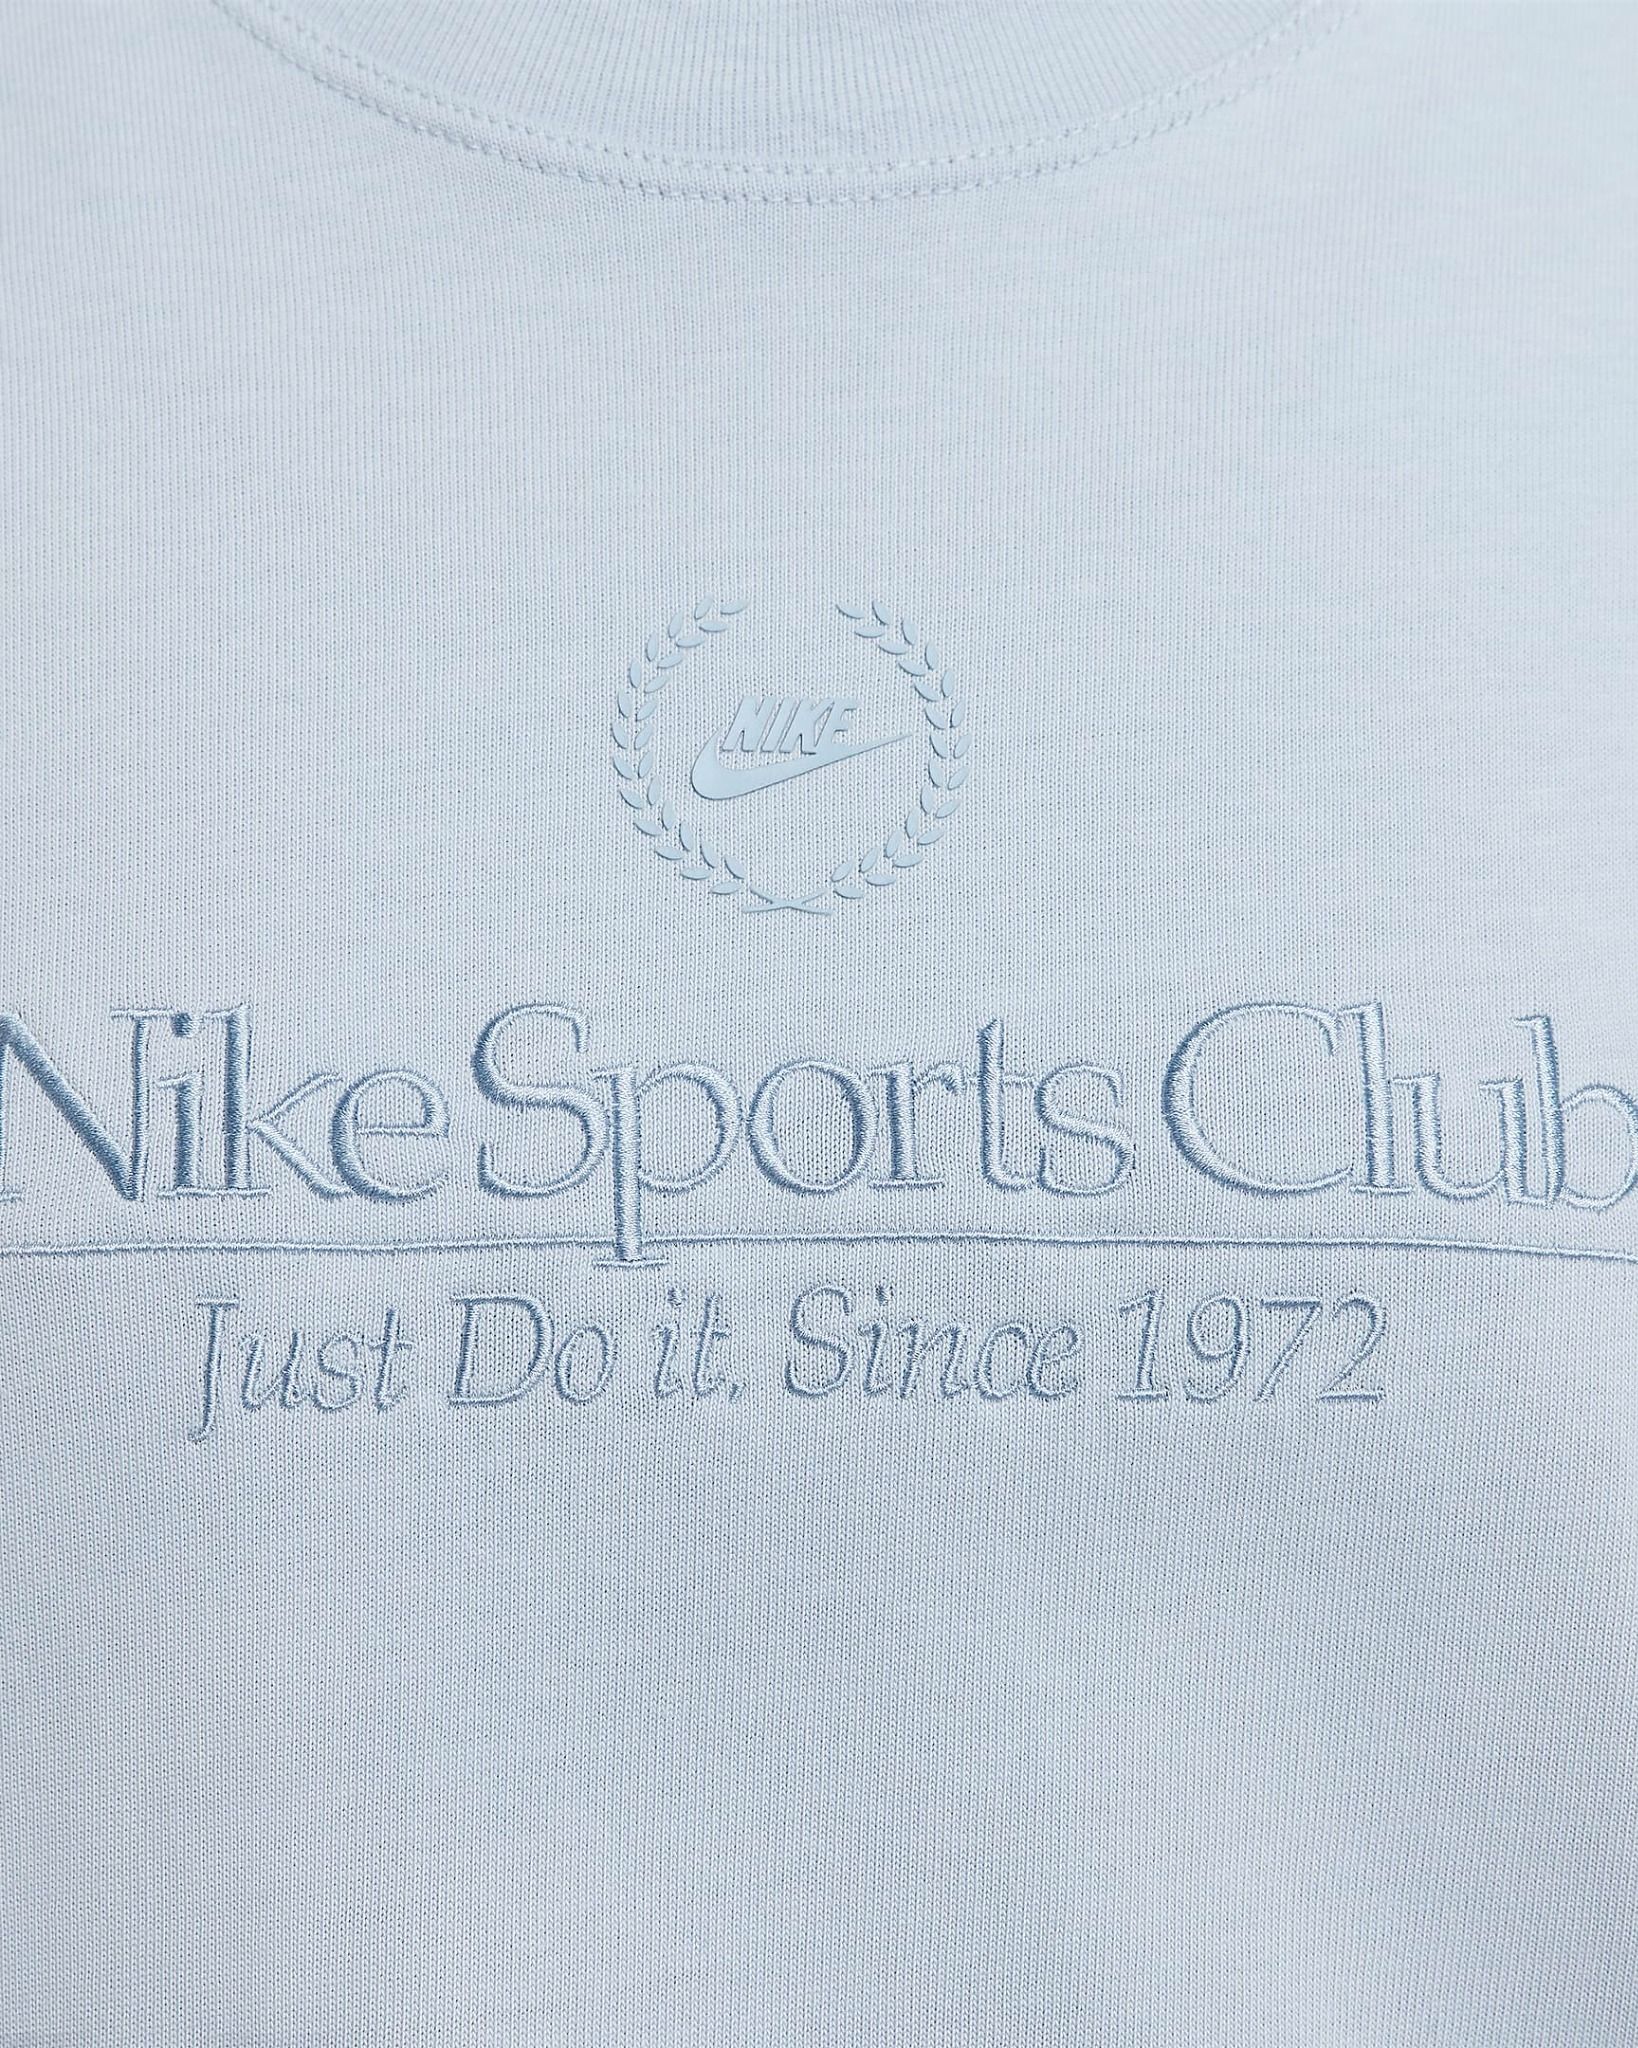 NIKE
Nike Sports Club
Just Do it, Since 1972